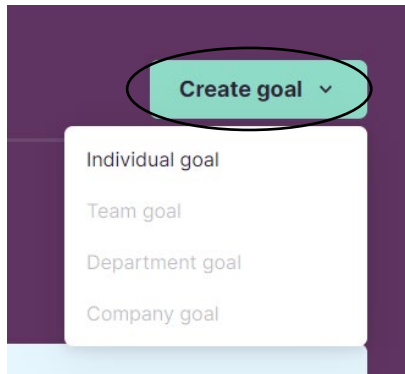 Create goal
Individual goal
Team goal
Department goal
Company goal